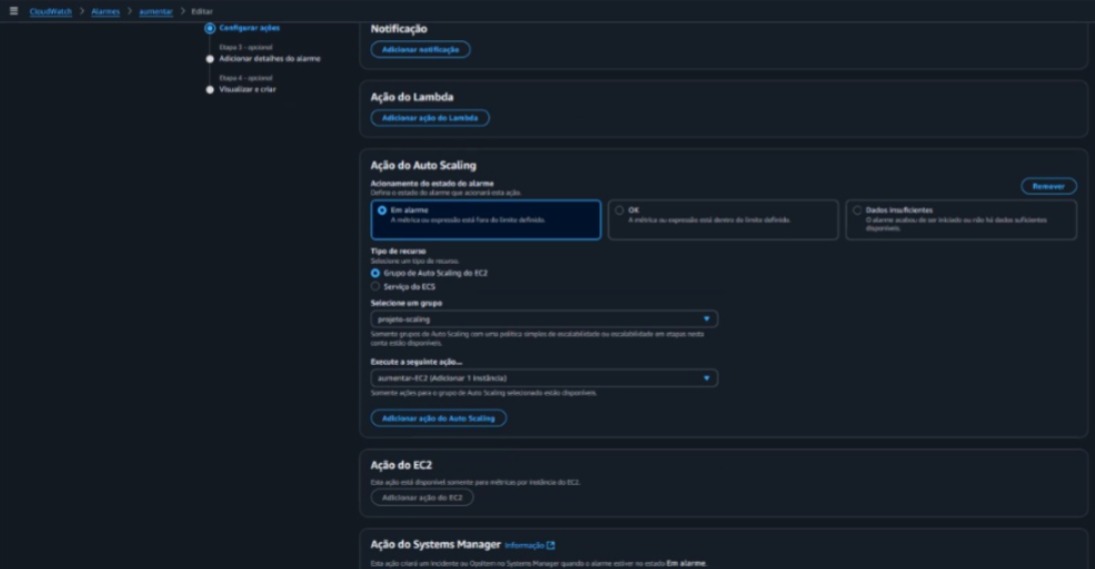 CloudWatch > Alarmes > aumentar > Editar
Configurar ações
Etapa 3 - opcional
Adicionar detalhes do alarme
Etapa 4 - opcional
Visualizar e criar
Notificação
Adicionar notificação
Ação do Lambda
Adicionar ação do Lambda
Ação do Auto Scaling
Acionamento do estado do alarme
Defina o estado do alarme que acionará esta ação.
Remover
Em alarme
A métrica ou expressão está fora do limite definido.
OK
A métrica ou expressão está dentro do limite definido.
Dados insuficientes
O alarme acabou de ser iniciado ou não há dados suficientes
disponíveis.
Tipo de recurso
Selecione um tipo de recurso.
Grupo de Auto Scaling do EC2
Serviço do ECS
Selecione um grupo
projeto-scaling
Somente grupos de Auto Scaling com uma política simples de escalabilidade ou escalabilidade em etapas nesta
conta estão disponíveis.
Execute a seguinte ação...
aumentar-EC2 (Adicionar 1 Instância)
Somente ações para o grupo de Auto Scaling selecionado estão disponíveis.
Adicionar ação do Auto Scaling
Ação do EC2
Esta ação está disponível somente para métricas por instância do EC2.
Adicionar ação do EC2
Ação do Systems Manager Informação
Esta ação criará um Incidente ou OpsItem no Systems Manager quando o alarme estiver no estado Em alarme.